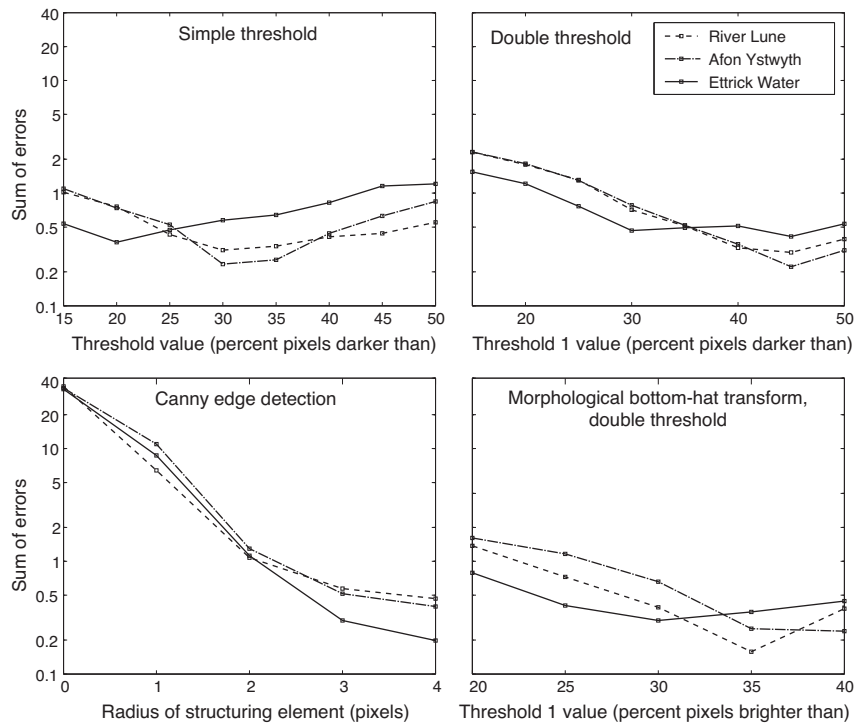 Simple threshold
Sum of errors
40
20
10
5
2
1
0.5
0.2
0.1
15 20 25 30 35 40 45 50
Threshold value (percent pixels darker than)
Double threshold
River Lune
Afon Ystwyth
Ettrick Water
20 30 40 50
Threshold 1 value (percent pixels darker than)
Canny edge detection
Sum of errors
40
20
10
5
2
1
0.5
0.2
0.1
0 1 2 3 4
Radius of structuring element (pixels)
Morphological bottom-hat transform,
double threshold
20 25 30 35 40
Threshold 1 value (percent pixels brighter than)